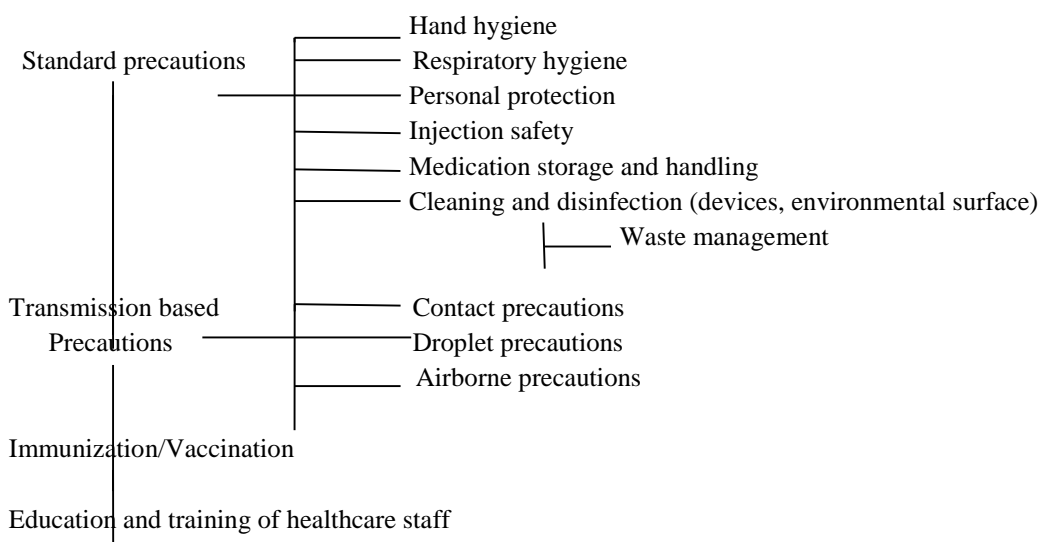 Hand hygiene
Standard precautions
Respiratory hygiene
Personal protection
Injection safety
Medication storage and handling
Cleaning and disinfection (devices, environmental surface)
Waste management
Transmission based
Precautions
Contact precautions
Droplet precautions
Airborne precautions
Immunization/Vaccination
Education and training of healthcare staff